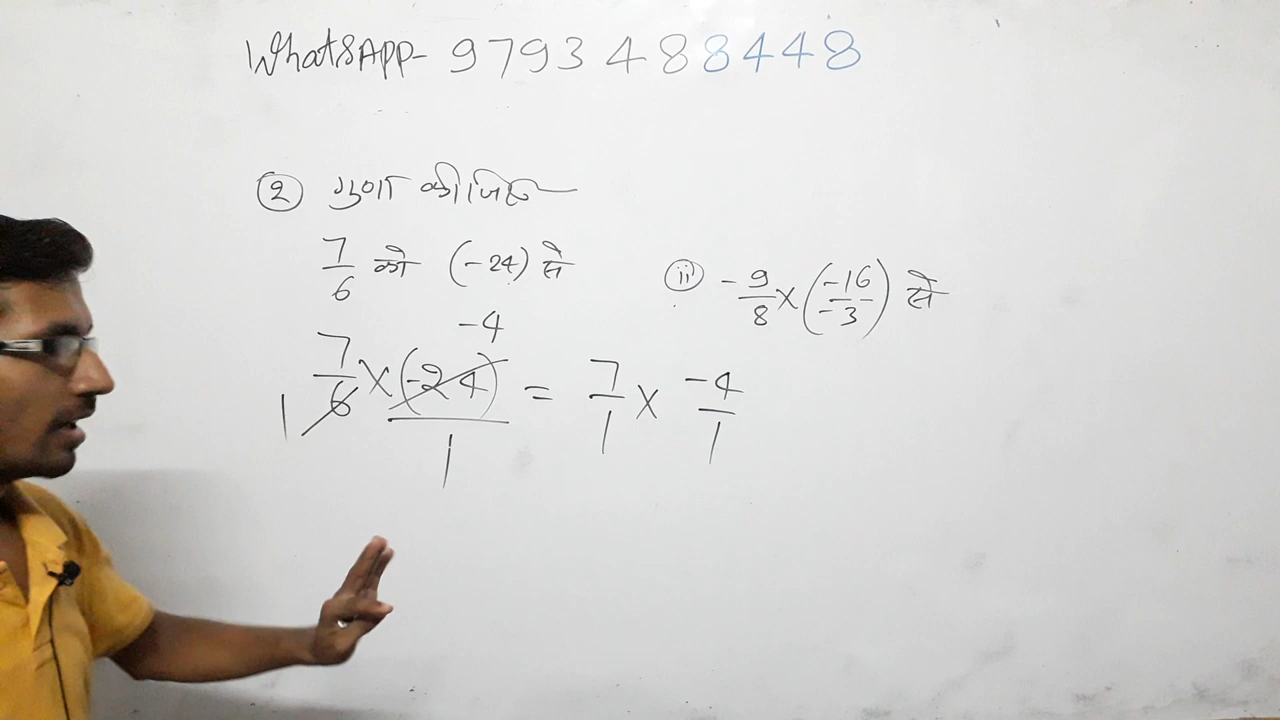 WhatsApp- 9793488448
② गुणा कीजिए
7/6 को (-24) से
(ii) -9/8 × (-16/-3) से
-4
7/6 × (-24)/1 = 7/1 × -4/1
1